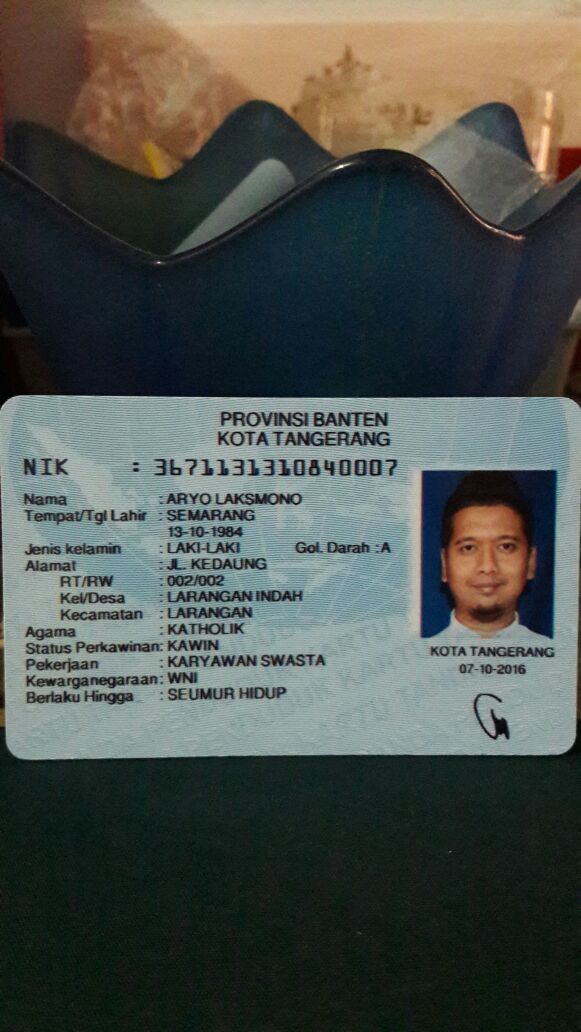 PROVINSI BANTEN
KOTA TANGERANG
NIK : 3671131310840007
Nama : ARYO LAKSMONO
Tempat/Tgl Lahir : SEMARANG
13-10-1984
Jenis kelamin : LAKI-LAKI Gol. Darah : A
Alamat : JL. KEDAUNG
RT/RW : 002/002
Kel/Desa : LARANGAN INDAH
Kecamatan : LARANGAN
Agama : KATHOLIK
Status Perkawinan: KAWIN
Pekerjaan : KARYAWAN SWASTA
Kewarganegaraan: WNI
Berlaku Hingga : SEUMUR HIDUP
KOTA TANGERANG
07-10-2016